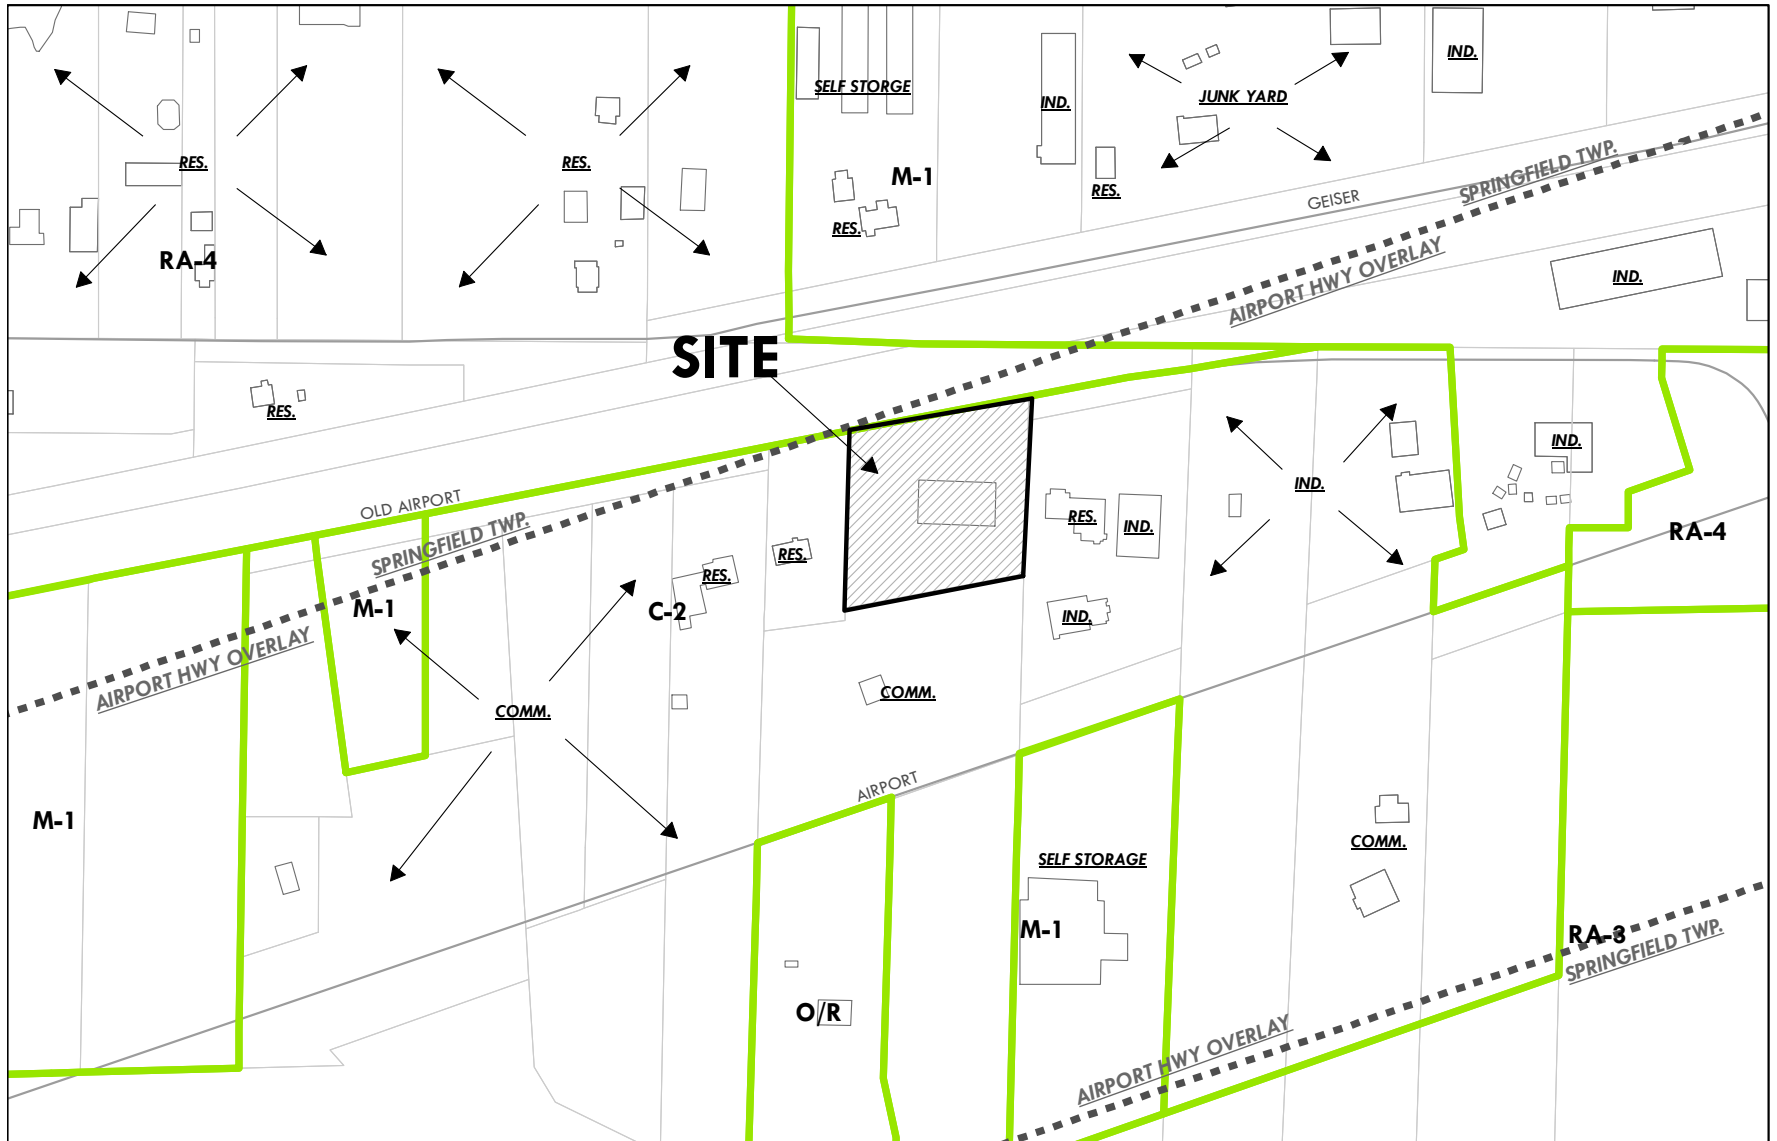 IND.
SELF STORGE
JUNK YARD
IND.
RES.
RES.
SPRINGFIELD TWP.
M-1
RES.
GEISER
RES.
RA-4
AIRPORT HWY OVERLAY
IND.
SITE
RES.
IND.
OLD AIRPORT
IND.
SPRINGFIELD TWP.
RES.
IND.
RA-4
RES.
RES.
M-1
C-2
IND.
AIRPORT HWY OVERLAY
COMM.
COMM.
AIRPORT
M-1
COMM.
SELF STORAGE
M-1
RA-3
SPRINGFIELD TWP.
O/R
AIRPORT HWY OVERLAY